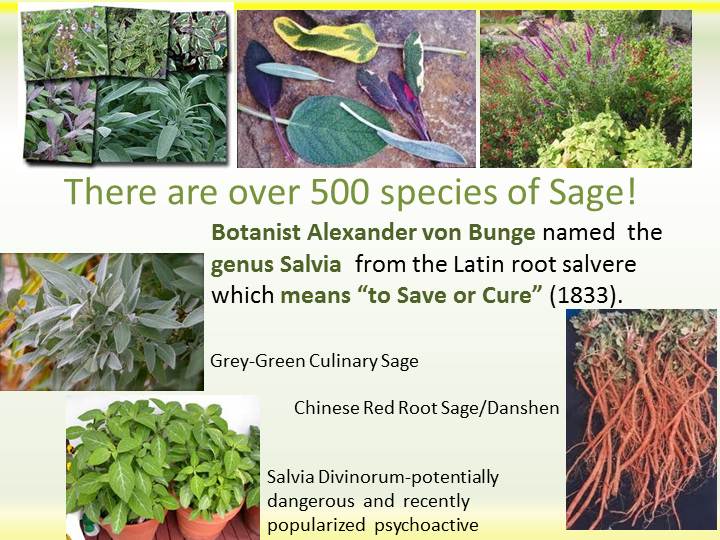 There are over 500 species of Sage!
Botanist Alexander von Bunge named the
genus Salvia from the Latin root salvere
which means “to Save or Cure” (1833).
Grey-Green Culinary Sage
Chinese Red Root Sage/Danshen
Salvia Divinorum-potentially
dangerous and recently
popularized psychoactive